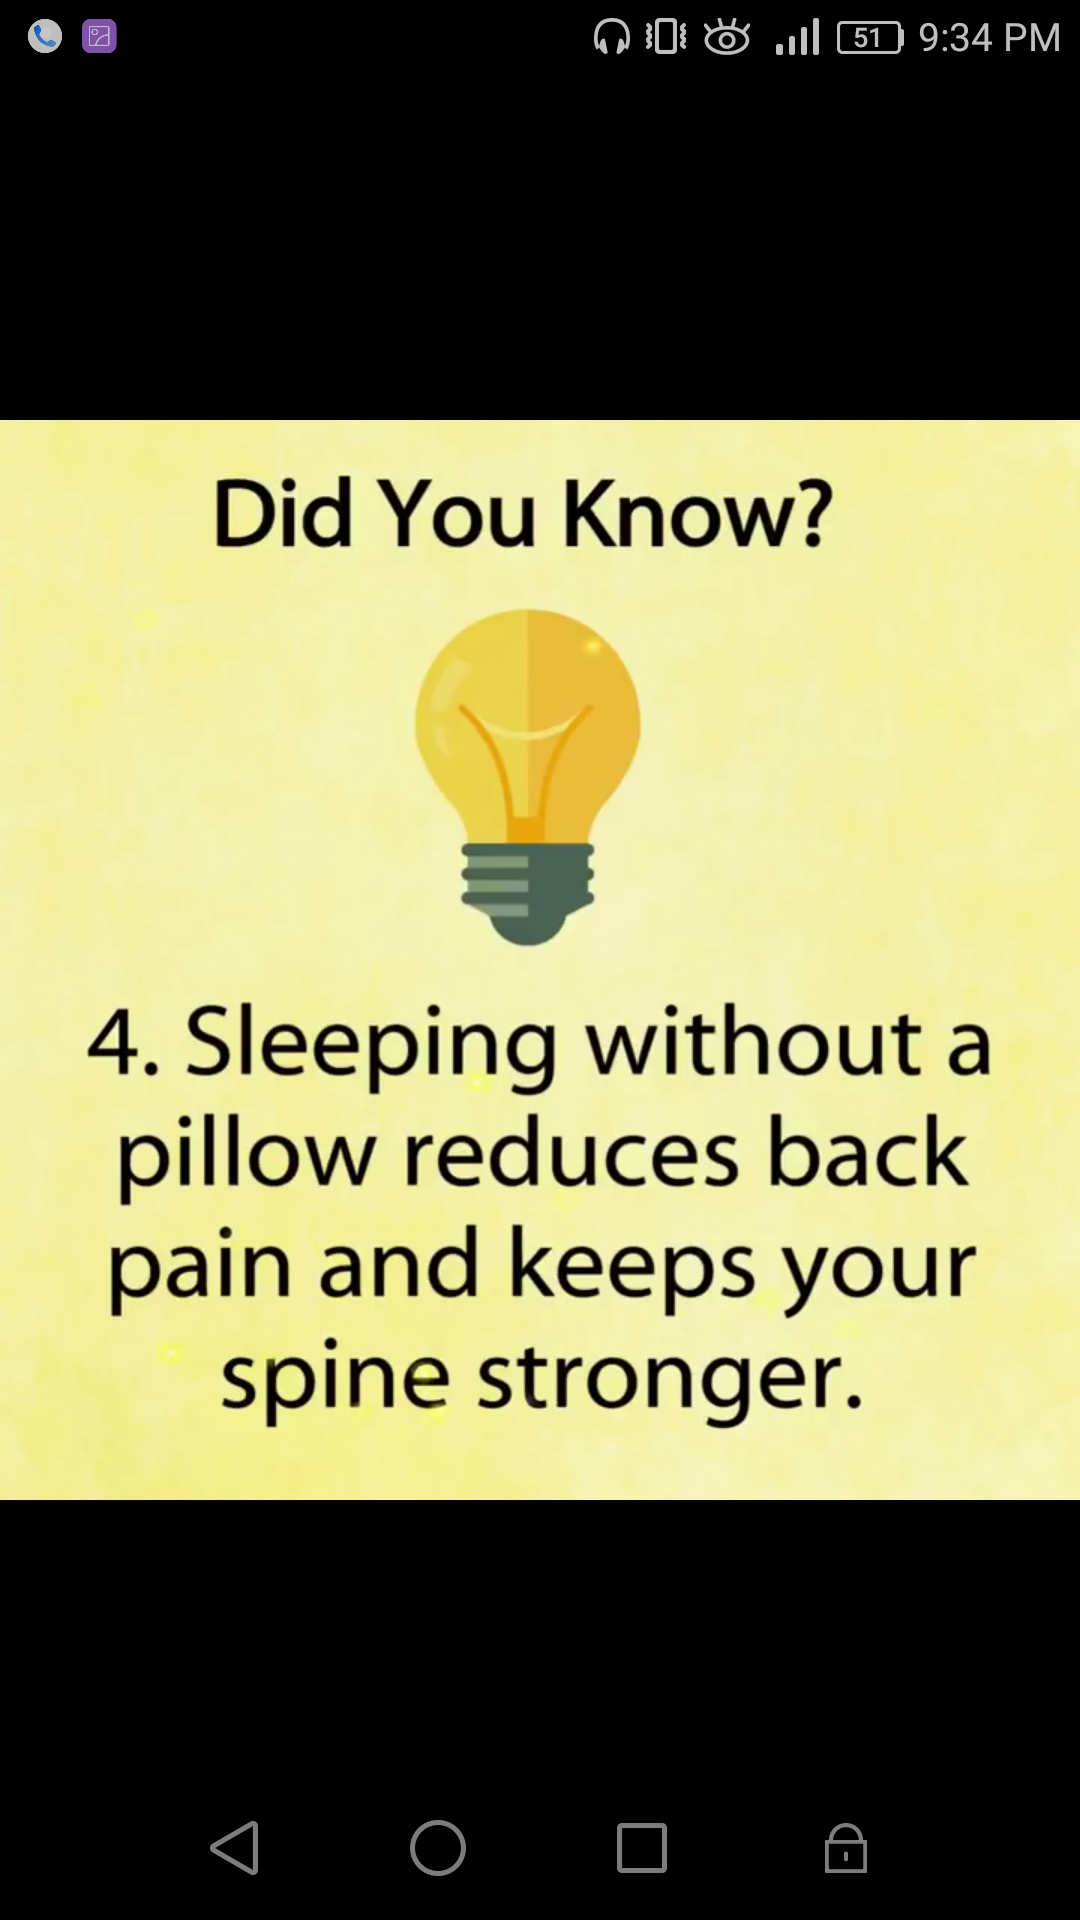 51 9:34 PM
Did You Know?
4. Sleeping without a
pillow reduces back
pain and keeps your
spine stronger.